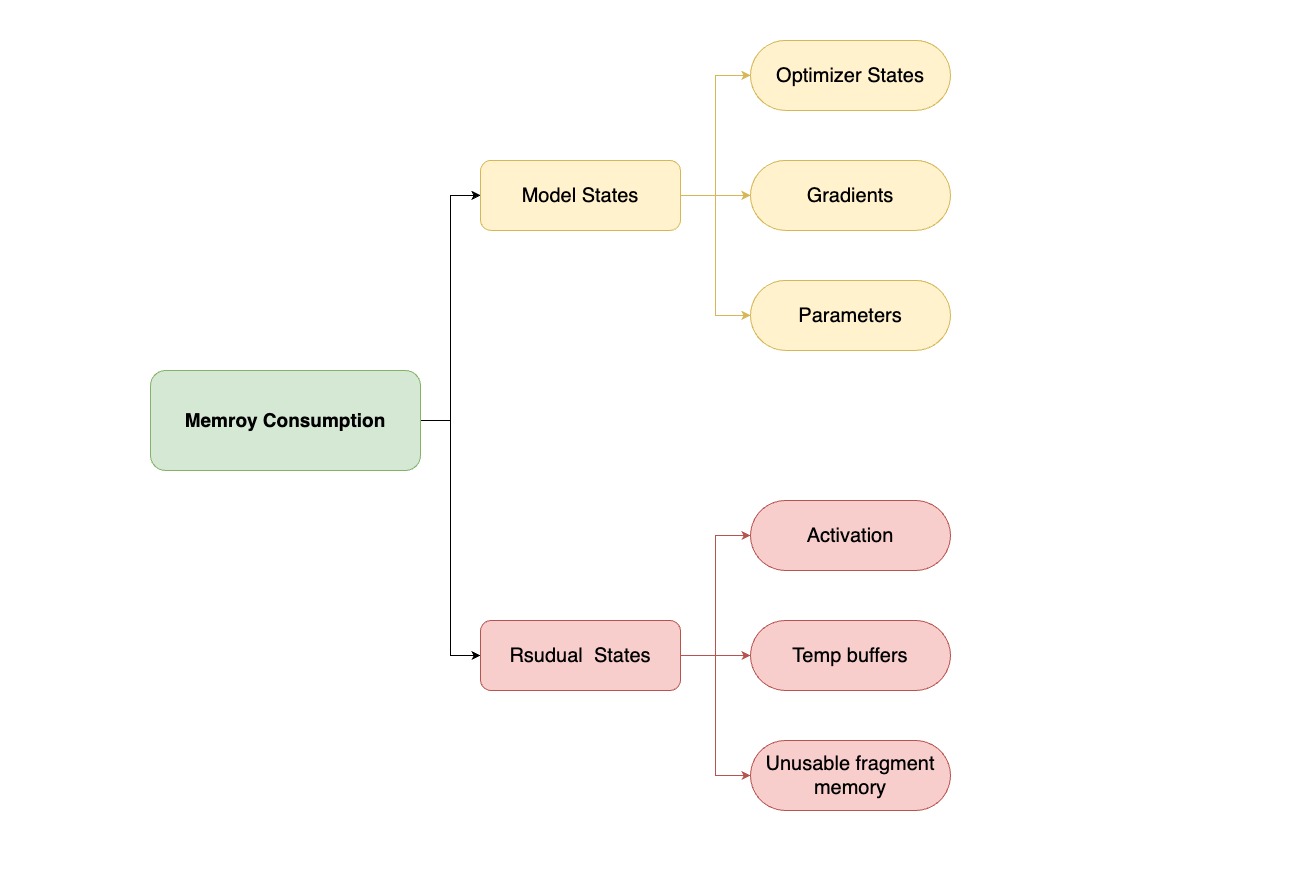 Optimizer States
Model States
Gradients
Parameters
Memroy Consumption
Activation
Rsudual  States
Temp buffers
Unusable fragment
memory